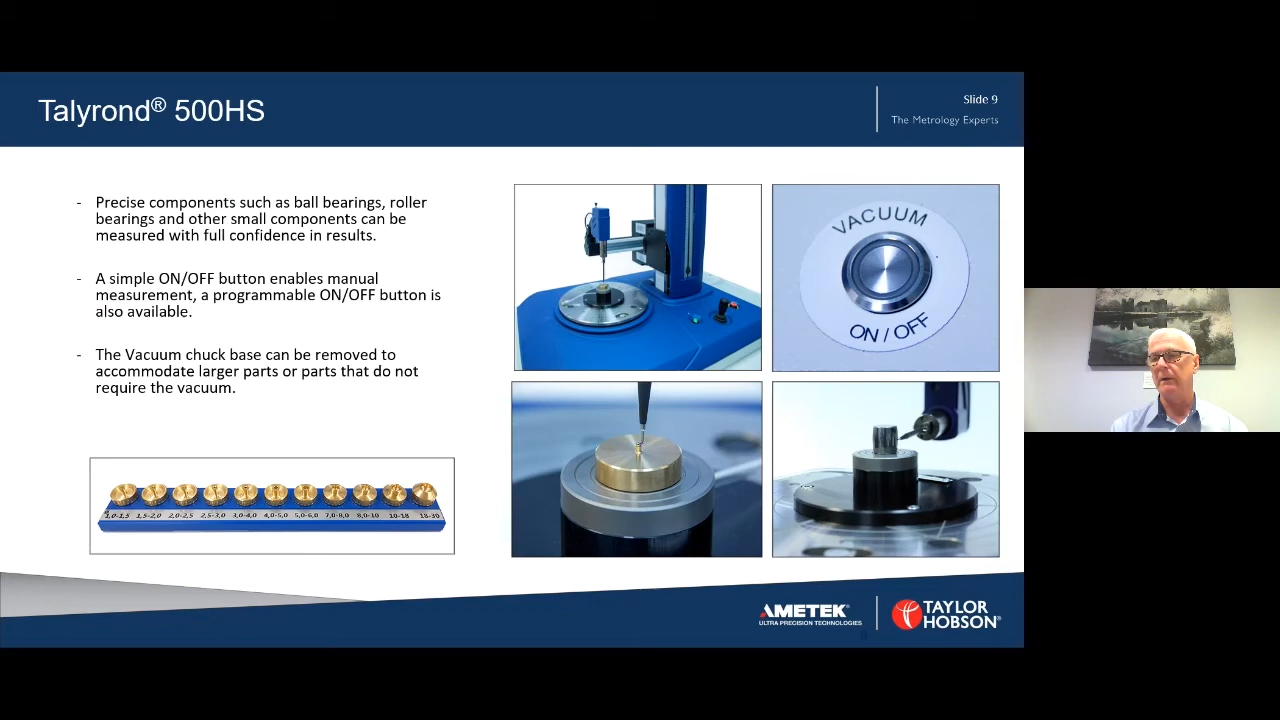 Talyrond® 500HS
Slide 9
The Metrology Experts
- Precise components such as ball bearings, roller
bearings and other small components can be
measured with full confidence in results.
- A simple ON/OFF button enables manual
measurement, a programmable ON/OFF button is
also available.
- The Vacuum chuck base can be removed to
accommodate larger parts or parts that do not
require the vacuum.
VACUUM
ON / OFF
1,0-1,5 1,5-2,0 2,0-2,5 2,5-3,0 3,0-4,0 4,0-5,0 5,0-6,0 7,0-8,0 8,0-10 10-18 18-30
AMETEK®
ULTRA PRECISION TECHNOLOGIES
TAYLOR
HOBSON®